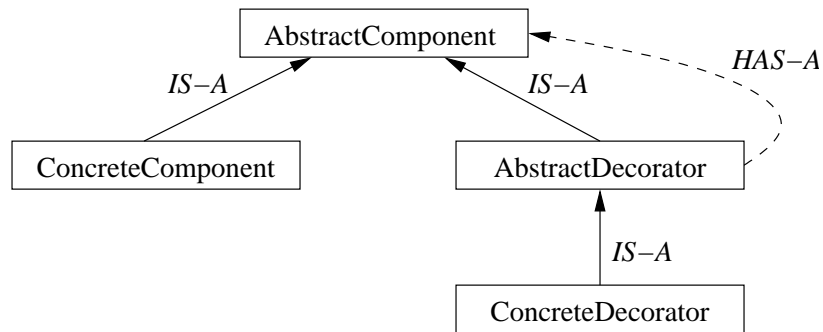 AbstractComponent
HAS–A
IS–A
IS–A
ConcreteComponent
AbstractDecorator
IS–A
ConcreteDecorator